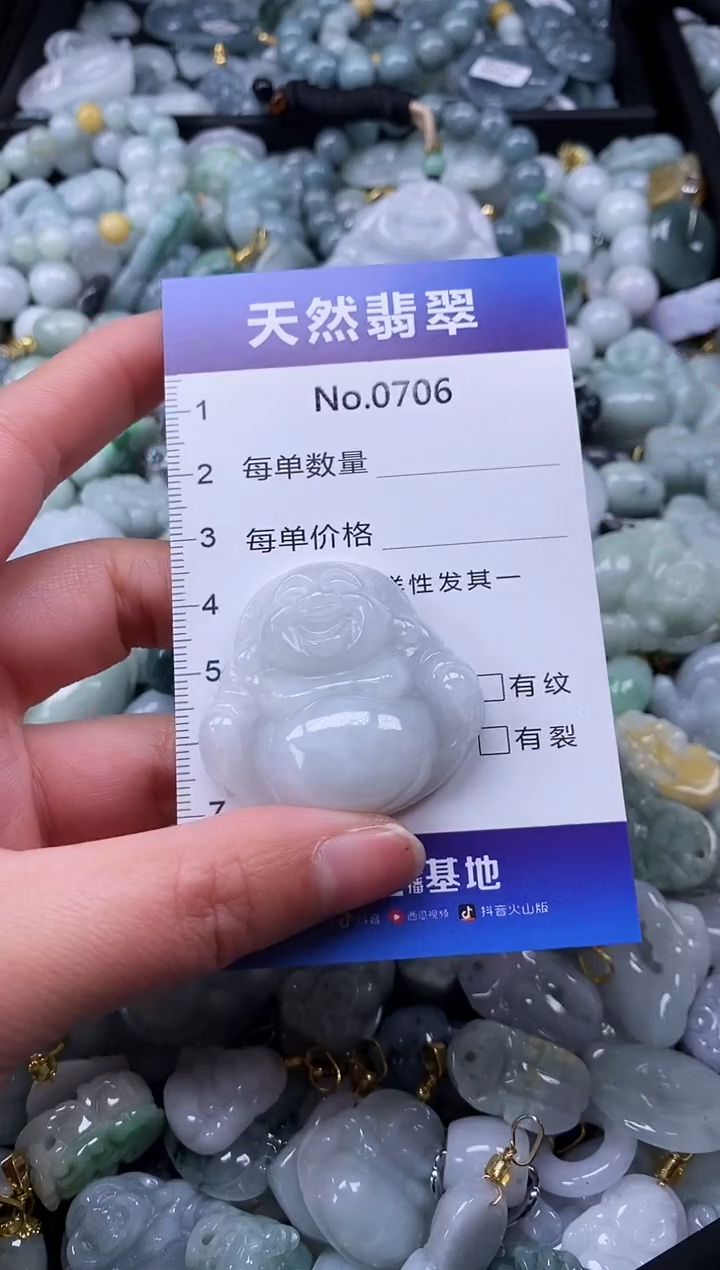 天然翡翠
No.0706
1
2 每单数量
3 每单价格
样性发其一
4
5 有纹
有裂
7
播基地
抖音 西瓜视频 抖音火山版